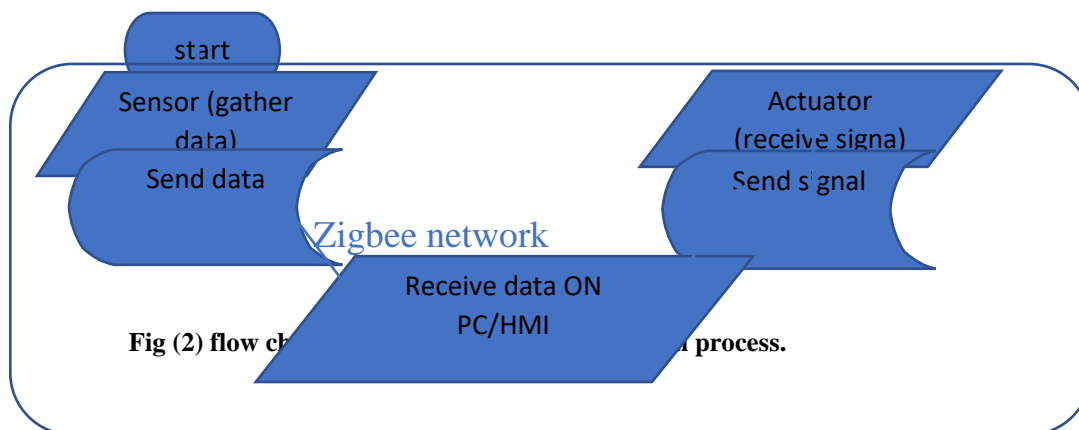 start
Sensor (gather
data)
Send data
Actuator
(receive signa)
Send signal
Zigbee network
Receive data ON
PC/HMI
Fig (2) flow process.